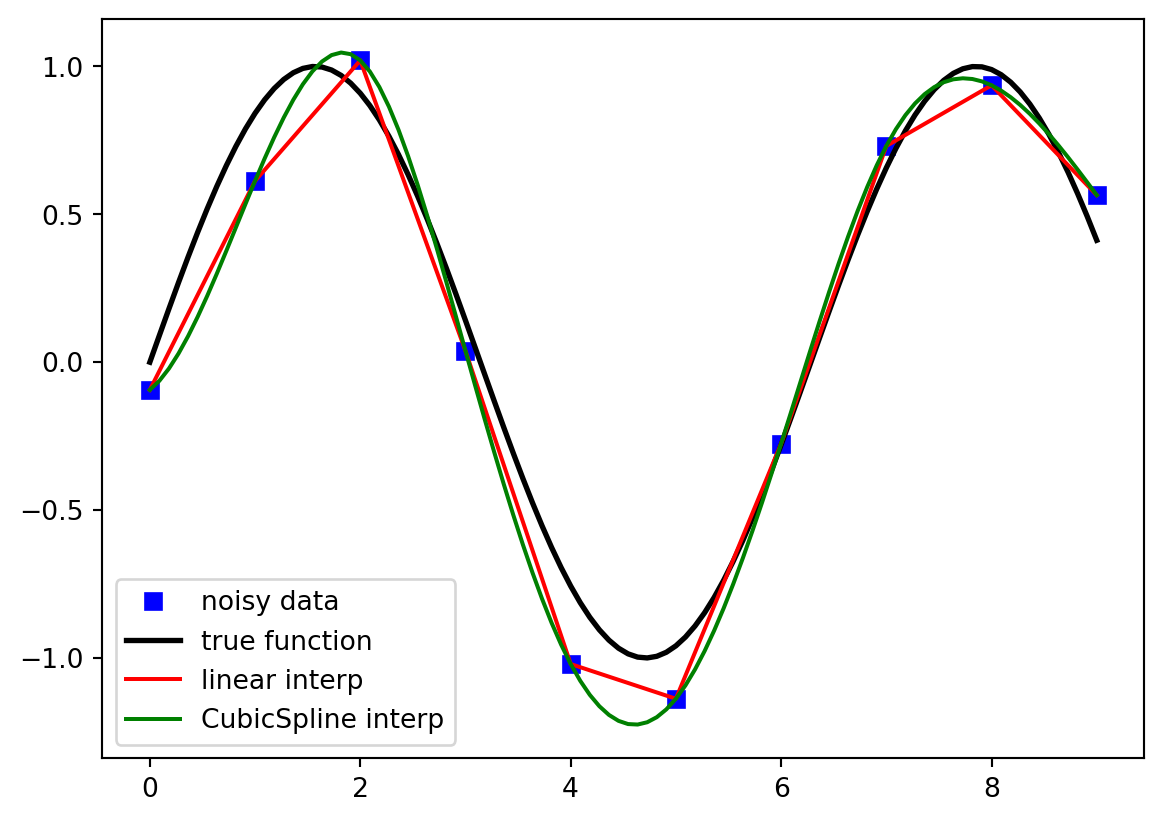 1.0
0.5
0.0
−0.5
−1.0
noisy data
true function
linear interp
CubicSpline interp
0 2 4 6 8